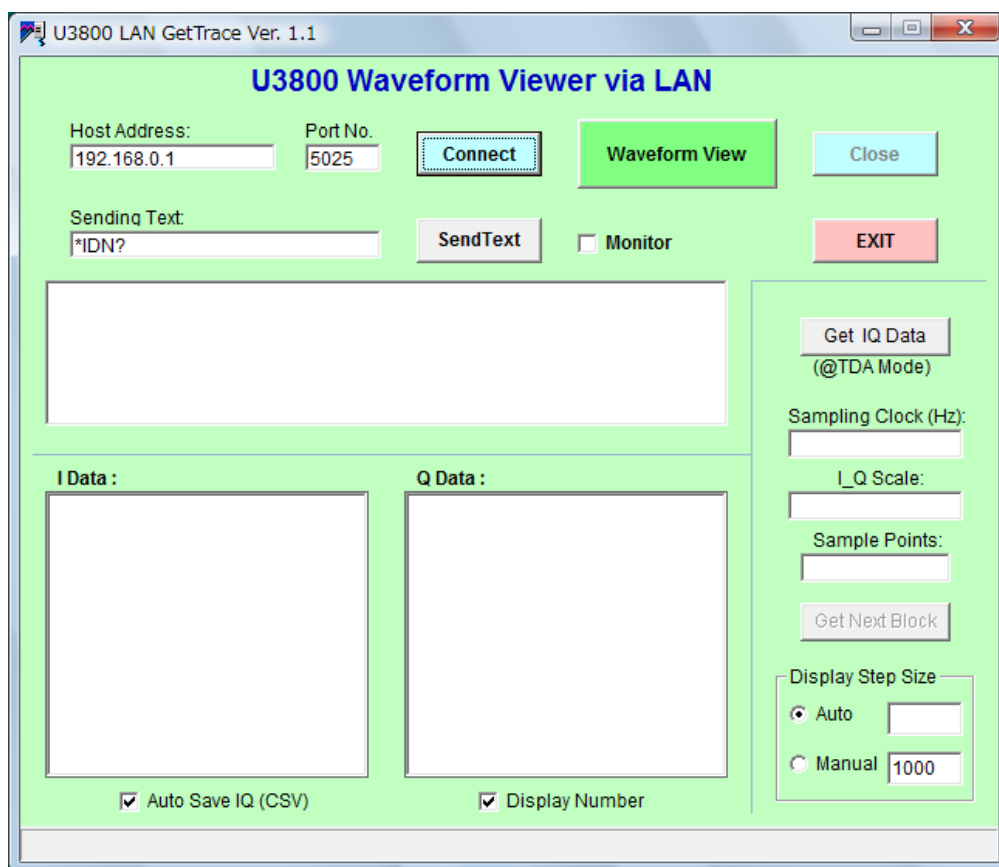 U3800 LAN GetTrace Ver. 1.1
U3800 Waveform Viewer via LAN
Host Address: Port No.
192.168.0.1 5025 Connect Waveform View Close
Sending Text:
*IDN? SendText Monitor EXIT
Get IQ Data
(@TDA Mode)
Sampling Clock (Hz):
I Data : Q Data : I_Q Scale:
Sample Points:
Get Next Block
Display Step Size
Auto
Manual 1000
Auto Save IQ (CSV) Display Number